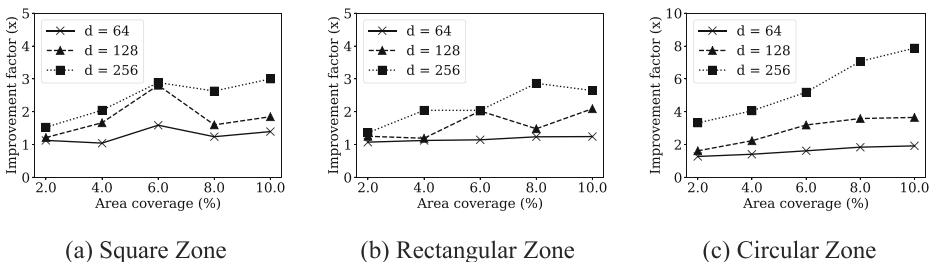 Improvement factor (x)
5
4
3
2
1
0
d = 64
d = 128
d = 256
2.0 4.0 6.0 8.0 10.0
Area coverage (%)
(a) Square Zone
Improvement factor (x)
5
4
3
2
1
0
d = 64
d = 128
d = 256
2.0 4.0 6.0 8.0 10.0
Area coverage (%)
(b) Rectangular Zone
Improvement factor (x)
10
8
6
4
2
0
d = 64
d = 128
d = 256
2.0 4.0 6.0 8.0 10.0
Area coverage (%)
(c) Circular Zone